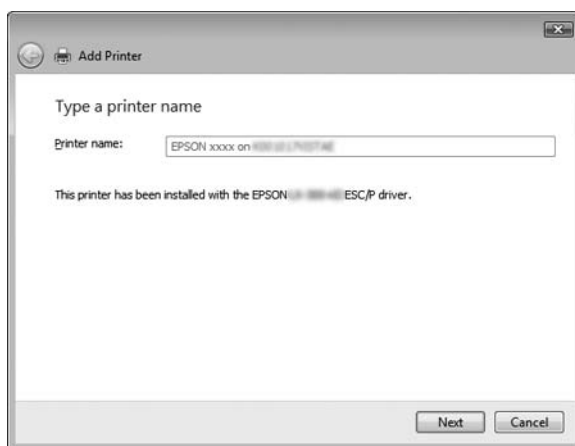 Add Printer
Type a printer name
Printer name:
EPSON xxxx on
This printer has been installed with the EPSON ESC/P driver.
Next
Cancel